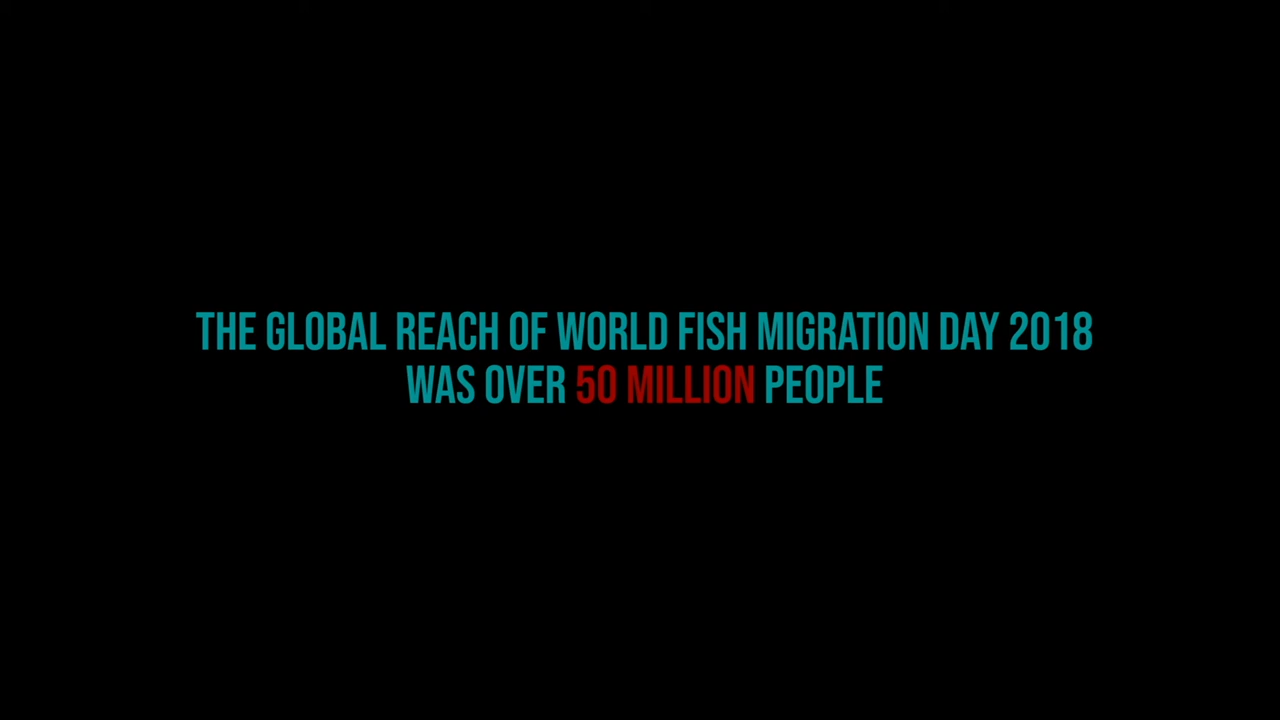 THE GLOBAL REACH OF WORLD FISH MIGRATION DAY 2018
WAS OVER 50 MILLION PEOPLE